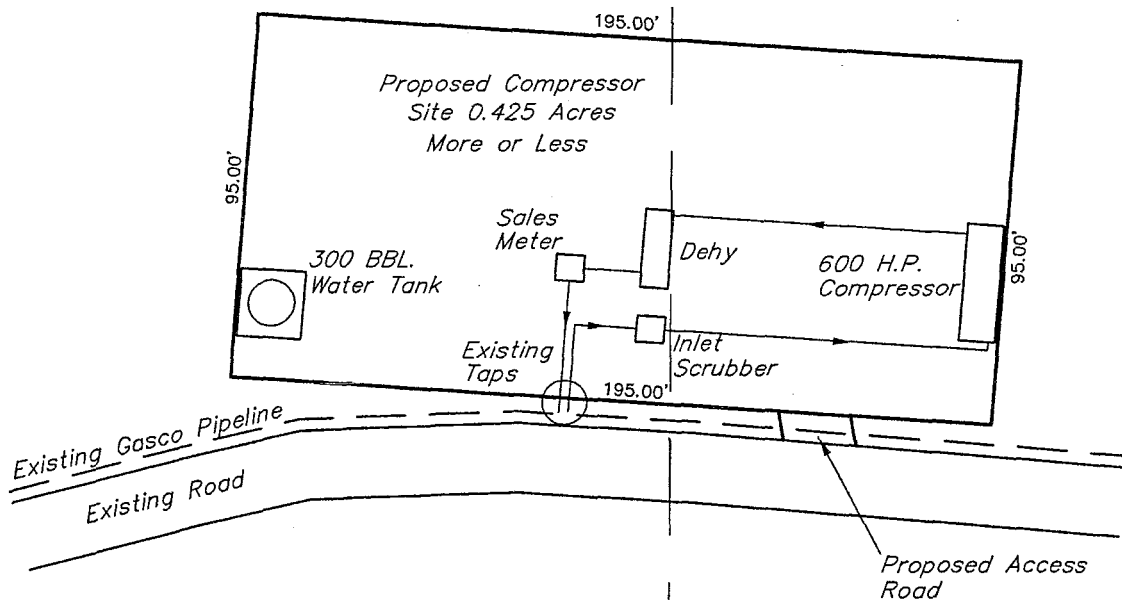 195.00'
Proposed Compressor
Site 0.425 Acres
More or Less
95.00'
Sales
Meter
Dehy
300 BBL.
Water Tank
600 H.P.
Compressor
95.00'
Existing
Taps
Inlet
Scrubber
195.00'
Existing Gasco Pipeline
Existing Road
Proposed Access
Road